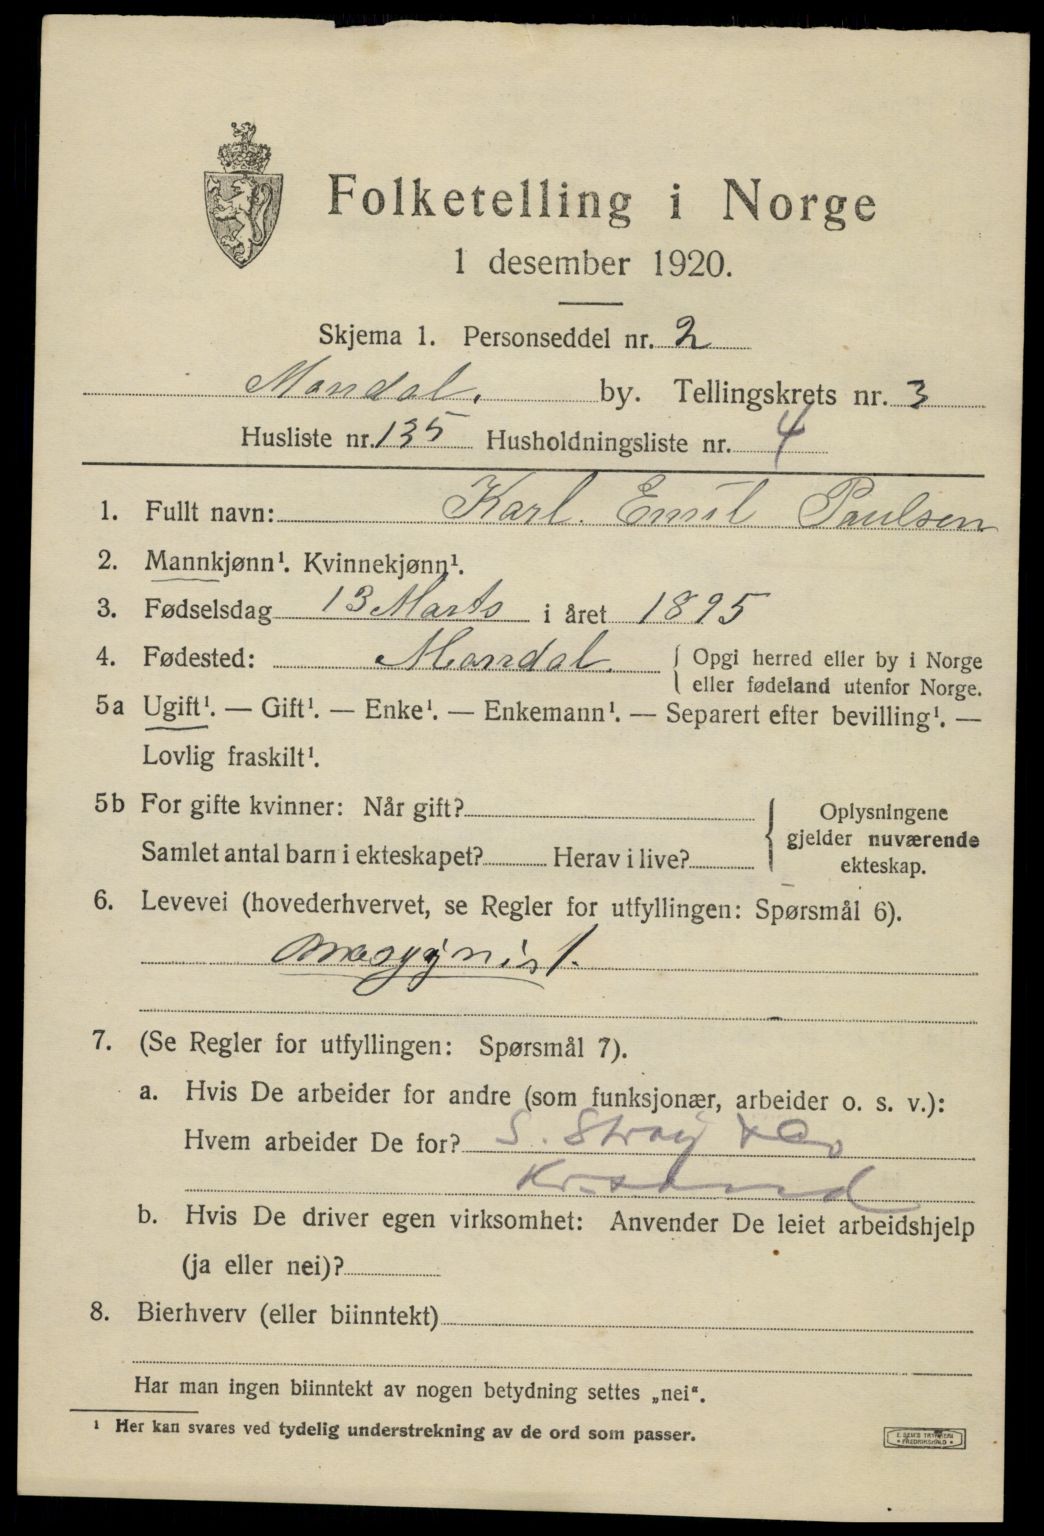 Folketelling i Norge
1 desember 1920.
Skjema 1. Personseddel nr. 2
Mandal. by. Tellingskrets nr. 3
Husliste nr. 135 Husholdningsliste nr. 4
1. Fullt navn: Karl. Emil Paulsen
2. Mannkjønn¹. Kvinnekjønn¹.
3. Fødselsdag 13 Marts i året 1895
4. Fødested: Mandal. Opgi herred eller by i Norge
eller fødeland utenfor Norge.
5a Ugift¹. — Gift¹. — Enke¹. — Enkemann¹. — Separert efter bevilling¹. —
Lovlig fraskilt¹.
5b For gifte kvinner: Når gift? Oplysningene
gjelder nuværende
Samlet antal barn i ekteskapet? Herav i live? ekteskap.
6. Levevei (hovederhvervet, se Regler for utfyllingen: Spørsmål 6).
7. (Se Regler for utfyllingen: Spørsmål 7).
a. Hvis De arbeider for andre (som funksjonær, arbeider o. s. v.):
Hvem arbeider De for? S. Stray & Co
Kr.sand
b. Hvis De driver egen virksomhet: Anvender De leiet arbeidshjelp
(ja eller nei)?
8. Bierhverv (eller biinntekt)
Har man ingen biinntekt av nogen betydning settes „nei“.
¹ Her kan svares ved tydelig understrekning av de ord som passer.
E. SEM'S TRYKKERI
FREDRIKSHALD